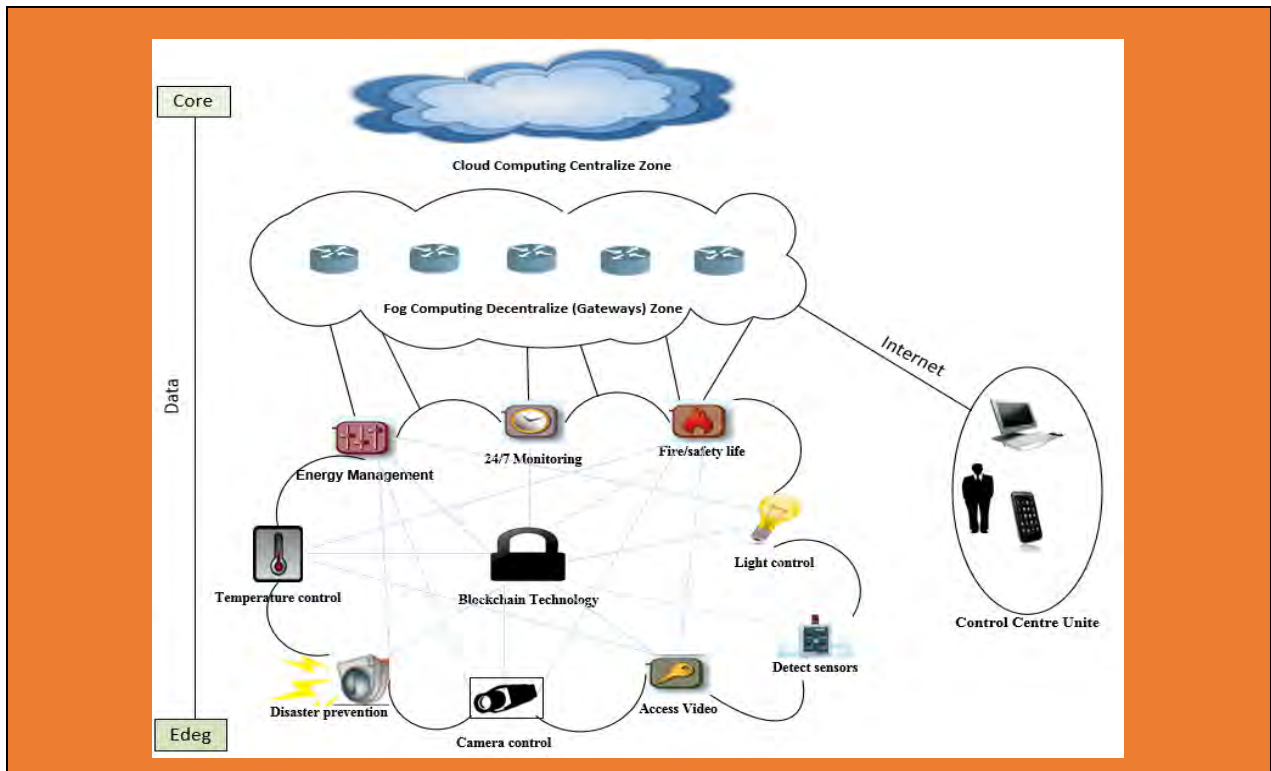 Core
Cloud Computing Centralize Zone
Fog Computing Decentralize (Gateways) Zone
Internet
Data
24/7 Monitoring
Fire/safety life
Energy Management
Light control
Temperature control
Blockchain Technology
Control Centre Unite
Detect sensors
Disaster prevention
Access Video
Camera control
Edeg